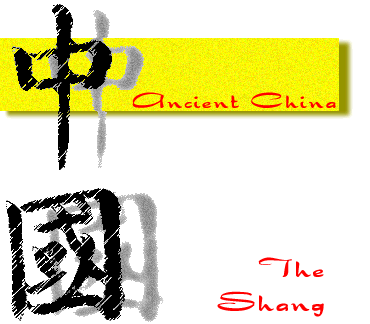 中
Ancient China
國
The
Shang